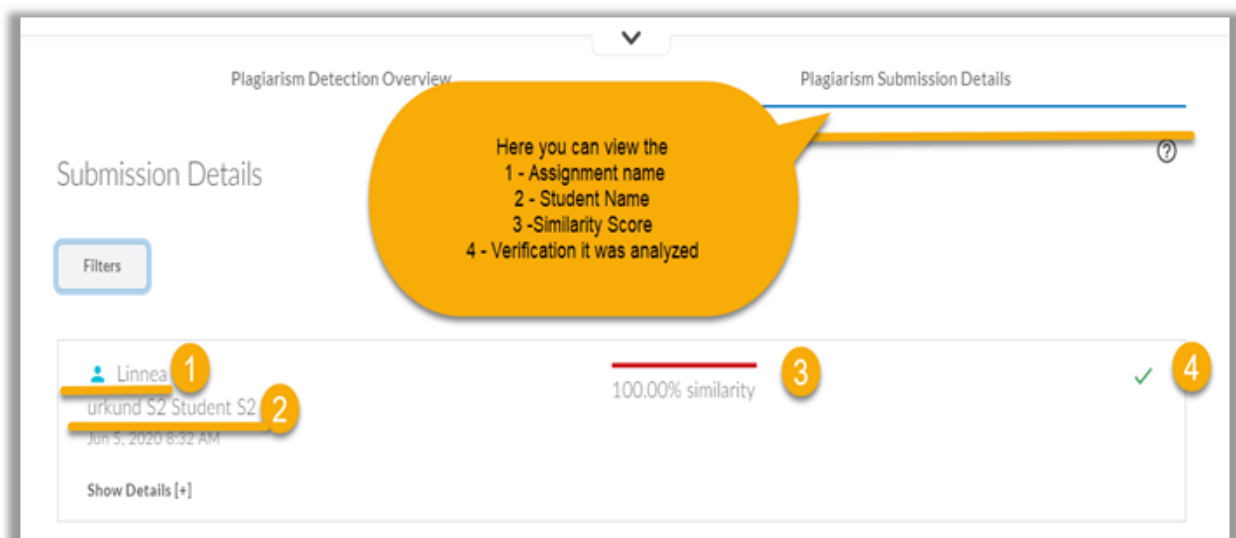 Plagiarism Detection Overview
Plagiarism Submission Details
Here you can view the
1 - Assignment name
2 - Student Name
3 -Similarity Score
4 - Verification it was analyzed
?
Submission Details
Filters
Linnea 1
urkund S2 Student S2 2
Jun 5, 2020 8:32 AM
100.00% similarity 3
4
Show Details [+]